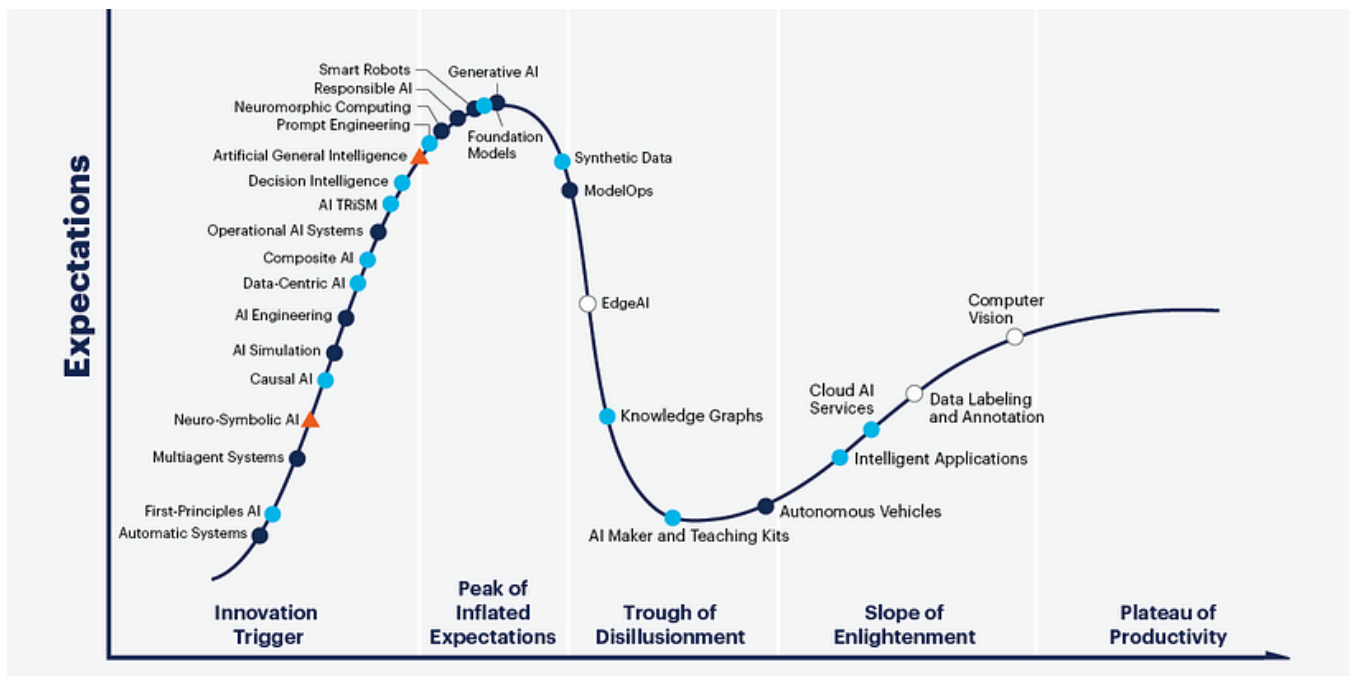 Expectations
Smart Robots
Generative AI
Responsible AI
Neuromorphic Computing
Prompt Engineering
Foundation
Models
Artificial General Intelligence
Synthetic Data
Decision Intelligence
ModelOps
AI TRiSM
Operational AI Systems
Composite AI
Data-Centric AI
EdgeAI
AI Engineering
Computer
Vision
AI Simulation
Causal AI
Cloud AI
Services
Data Labeling
and Annotation
Neuro-Symbolic AI
Knowledge Graphs
Multiagent Systems
Intelligent Applications
First-Principles AI
Autonomous Vehicles
Automatic Systems
AI Maker and Teaching Kits
Innovation
Trigger
Peak of
Inflated
Expectations
Trough of
Disillusionment
Slope of
Enlightenment
Plateau of
Productivity